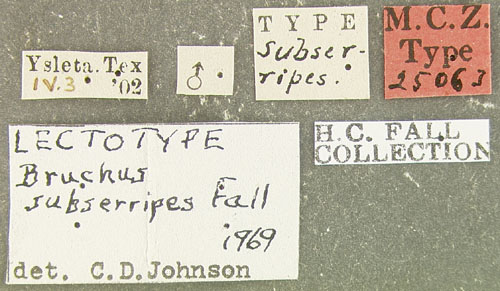 Ysleta. Tex
IV.3 '02
♂
TYPE
subser-
ripes.
M.C.Z.
Type
25063
H.C. FALL
COLLECTION
LECTOTYPE
Bruchus
subserripes Fall
1969
det. C.D.Johnson